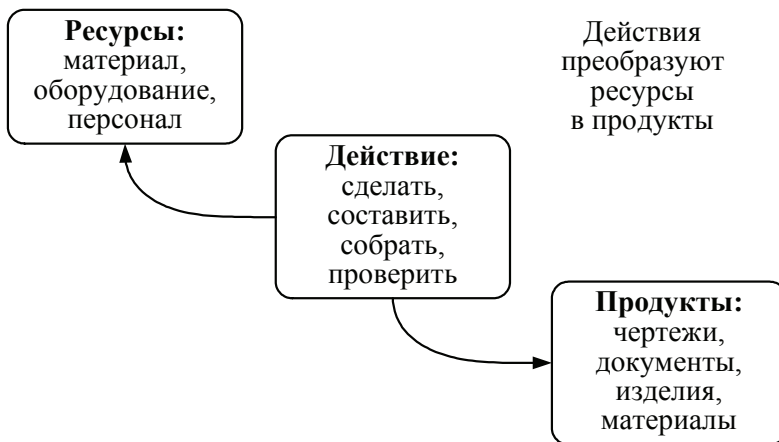 Ресурсы:
материал,
оборудование,
персонал
Действия
преобразуют
ресурсы
в продукты
Действие:
сделать,
составить,
собрать,
проверить
Продукты:
чертежи,
документы,
изделия,
материалы